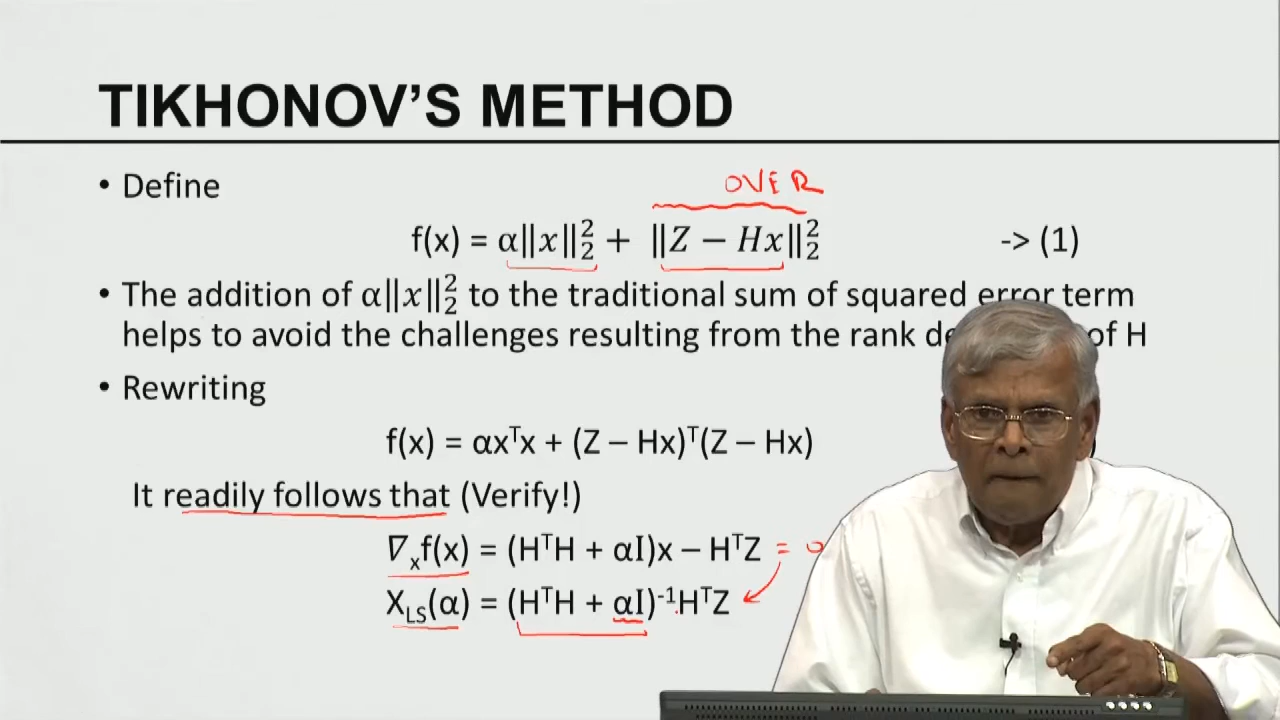 TIKHONOV'S METHOD
• Define
OVER
f(x) = α‖x‖₂² + ‖Z − Hx‖₂² -> (1)
• The addition of α‖x‖₂² to the traditional sum of squared error term
helps to avoid the challenges resulting from the rank of H
• Rewriting
f(x) = αxᵀx + (Z – Hx)ᵀ(Z – Hx)
It readily follows that (Verify!)
∇ₓf(x) = (HᵀH + αI)x – HᵀZ = 0
X_LS(α) = (HᵀH + αI)⁻¹HᵀZ